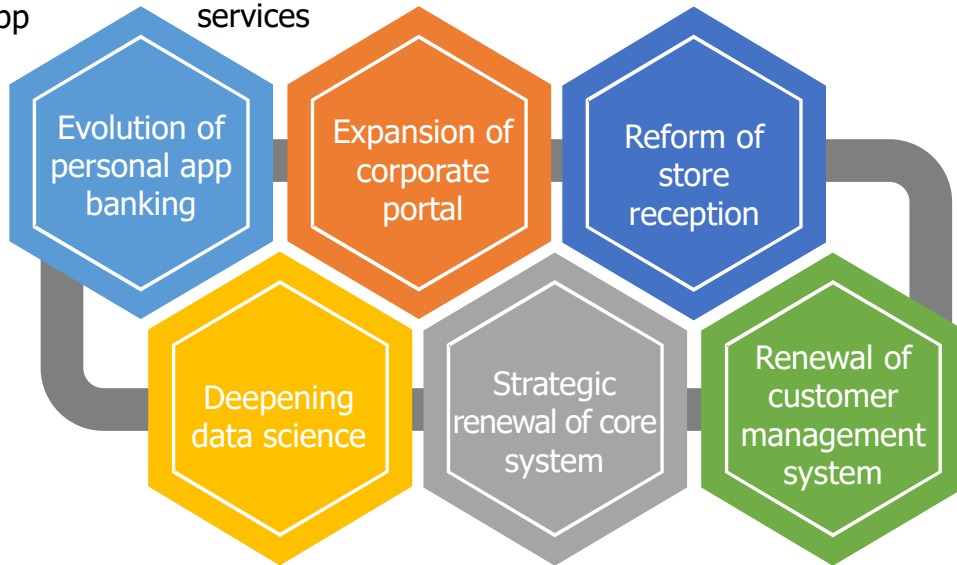 services
Evolution of
personal app
banking
Expansion of
corporate
portal
Reform of
store
reception
Deepening
data science
Strategic
renewal of core
system
Renewal of
customer
management
system